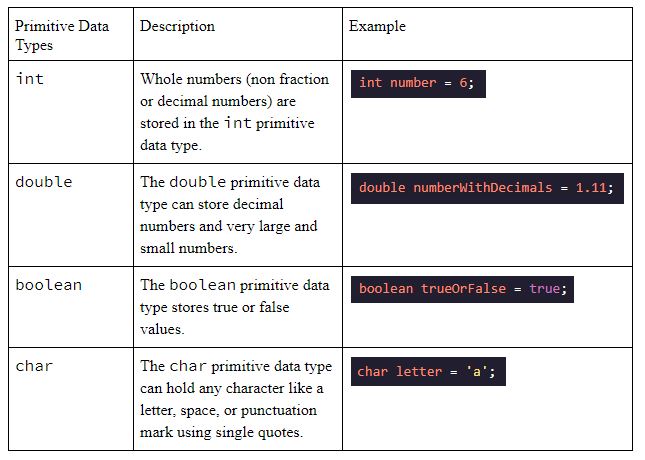 Primitive Data
Types
Description
Example
int
Whole numbers (non fraction
or decimal numbers) are
stored in the int primitive
data type.
int number = 6;
double
The double primitive data
type can store decimal
numbers and very large and
small numbers.
double numberWithDecimals = 1.11;
boolean
The boolean primitive data
type stores true or false
values.
boolean trueOrFalse = true;
char
The char primitive data type
can hold any character like a
letter, space, or punctuation
mark using single quotes.
char letter = 'a';